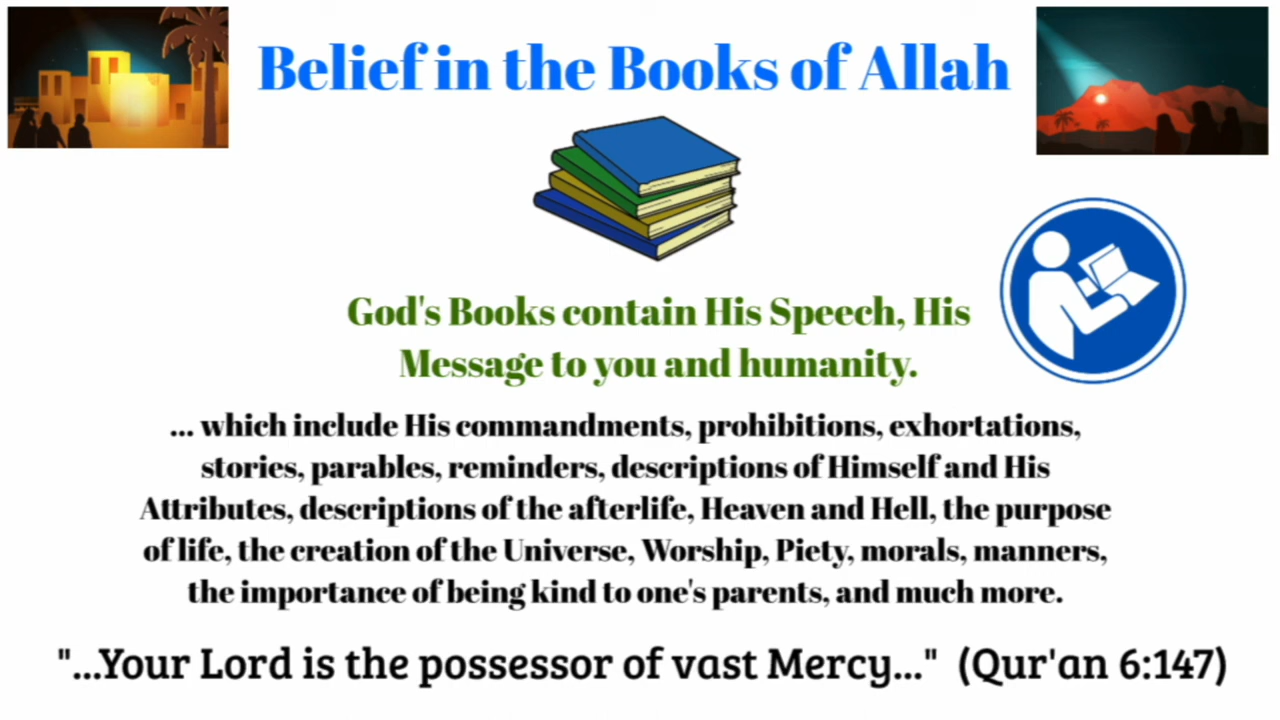 Belief in the Books of Allah
God's Books contain His Speech, His
Message to you and humanity.
... which include His commandments, prohibitions, exhortations,
stories, parables, reminders, descriptions of Himself and His
Attributes, descriptions of the afterlife, Heaven and Hell, the purpose
of life, the creation of the Universe, Worship, Piety, morals, manners,
the importance of being kind to one's parents, and much more.
"...Your Lord is the possessor of vast Mercy..." (Qur'an 6:147)